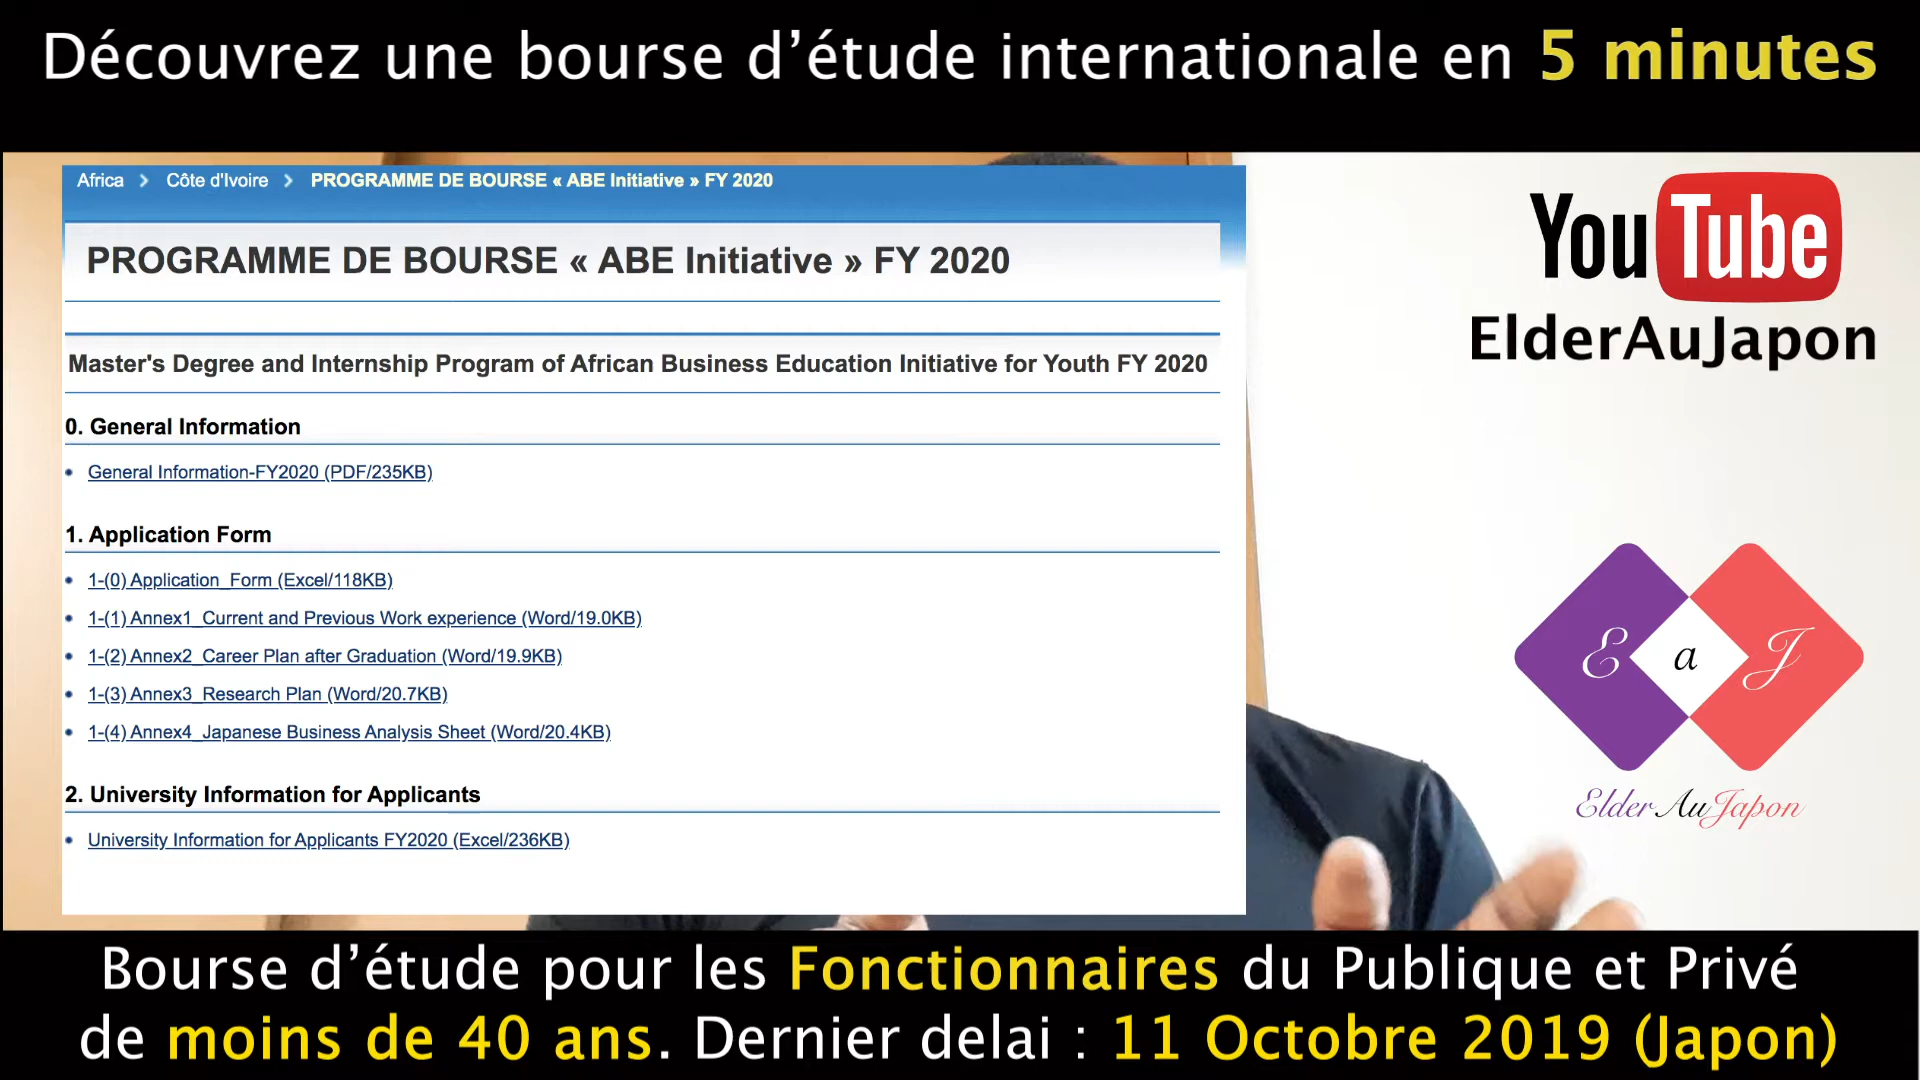 Découvrez une bourse d’étude internationale en 5 minutes
Africa > Côte d'Ivoire > PROGRAMME DE BOURSE « ABE Initiative » FY 2020
PROGRAMME DE BOURSE « ABE Initiative » FY 2020
Master's Degree and Internship Program of African Business Education Initiative for Youth FY 2020
0. General Information
General Information-FY2020 (PDF/235KB)
1. Application Form
1-(0) Application_Form (Excel/118KB)
1-(1) Annex1_Current and Previous Work experience (Word/19.0KB)
1-(2) Annex2_Career Plan after Graduation (Word/19.9KB)
1-(3) Annex3_Research Plan (Word/20.7KB)
1-(4) Annex4_Japanese Business Analysis Sheet (Word/20.4KB)
2. University Information for Applicants
University Information for Applicants FY2020 (Excel/236KB)
YouTube
ElderAuJapon
E a J
Elder Au Japon
Bourse d’étude pour les Fonctionnaires du Publique et Privé
de moins de 40 ans. Dernier delai : 11 Octobre 2019 (Japon)